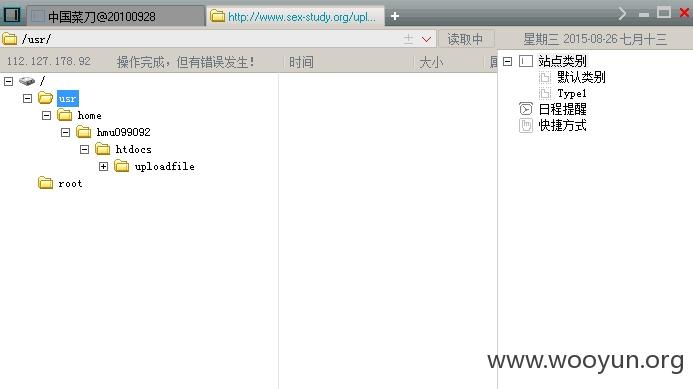 中国菜刀@20100928
http://www.sex-study.org/upl...
/usr/
读取中
星期三 2015-08-26 七月十三
112.127.178.92
操作完成，但有错误发生！
时间
大小
/
usr
home
hmu099092
htdocs
uploadfile
root
站点类别
默认类别
Type1
日程提醒
快捷方式
www.wooyun.org